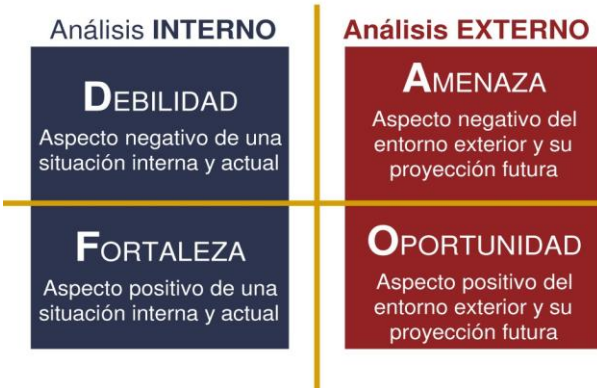 Análisis INTERNO
DEBILIDAD
Aspecto negativo de una
situación interna y actual
FORTALEZA
Aspecto positivo de una
situación interna y actual
Análisis EXTERNO
AMENAZA
Aspecto negativo del
entorno exterior y su
proyección futura
OPORTUNIDAD
Aspecto positivo del
entorno exterior y su
proyección futura